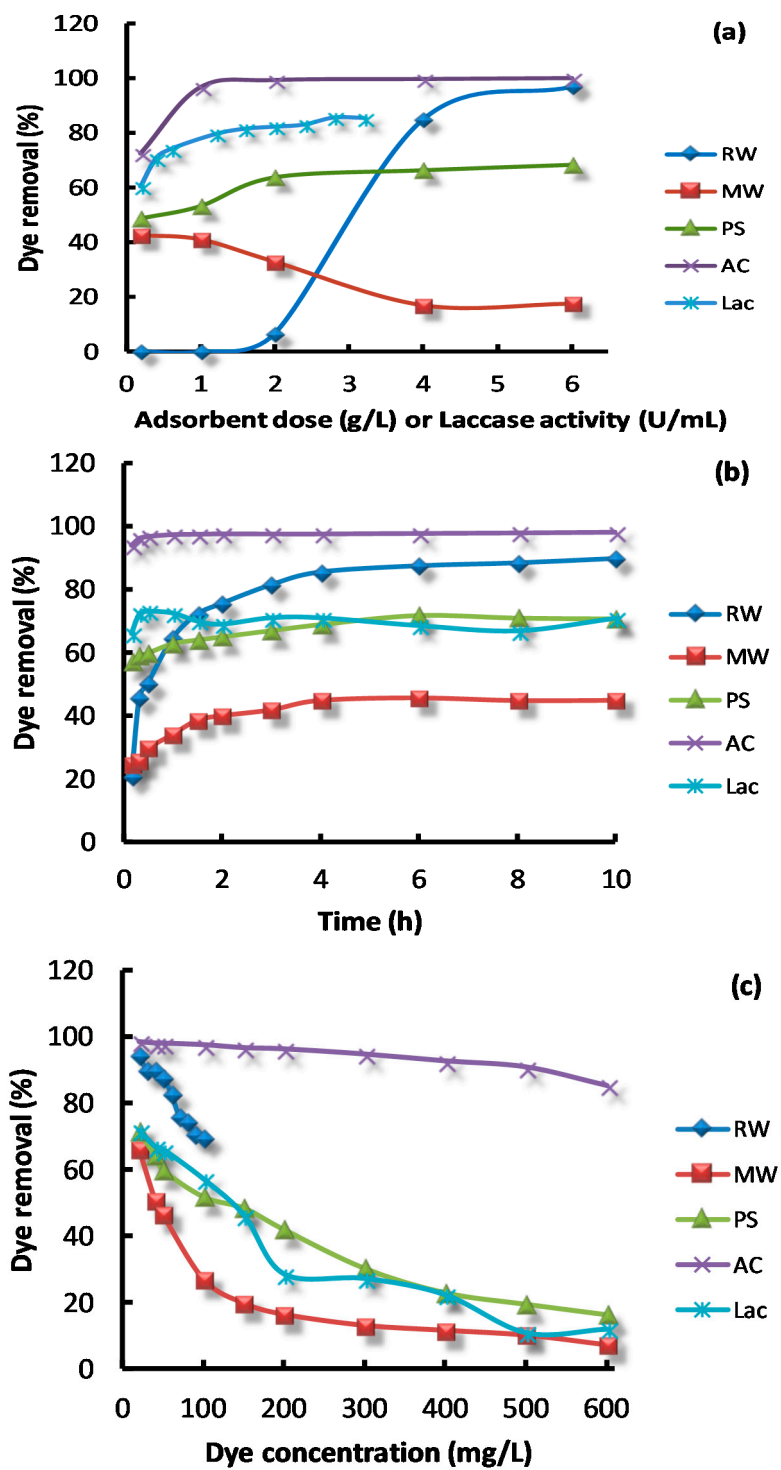 120
(a)
100
80
60
40
20
0
Dye removal (%)
RW
MW
PS
AC
Lac
0 1 2 3 4 5 6
Adsorbent dose (g/L) or Laccase activity (U/mL)
120
(b)
100
80
60
40
20
0
Dye removal (%)
RW
MW
PS
AC
Lac
0 2 4 6 8 10
Time (h)
120
(c)
100
80
60
40
20
0
Dye removal (%)
RW
MW
PS
AC
Lac
0 100 200 300 400 500 600
Dye concentration (mg/L)